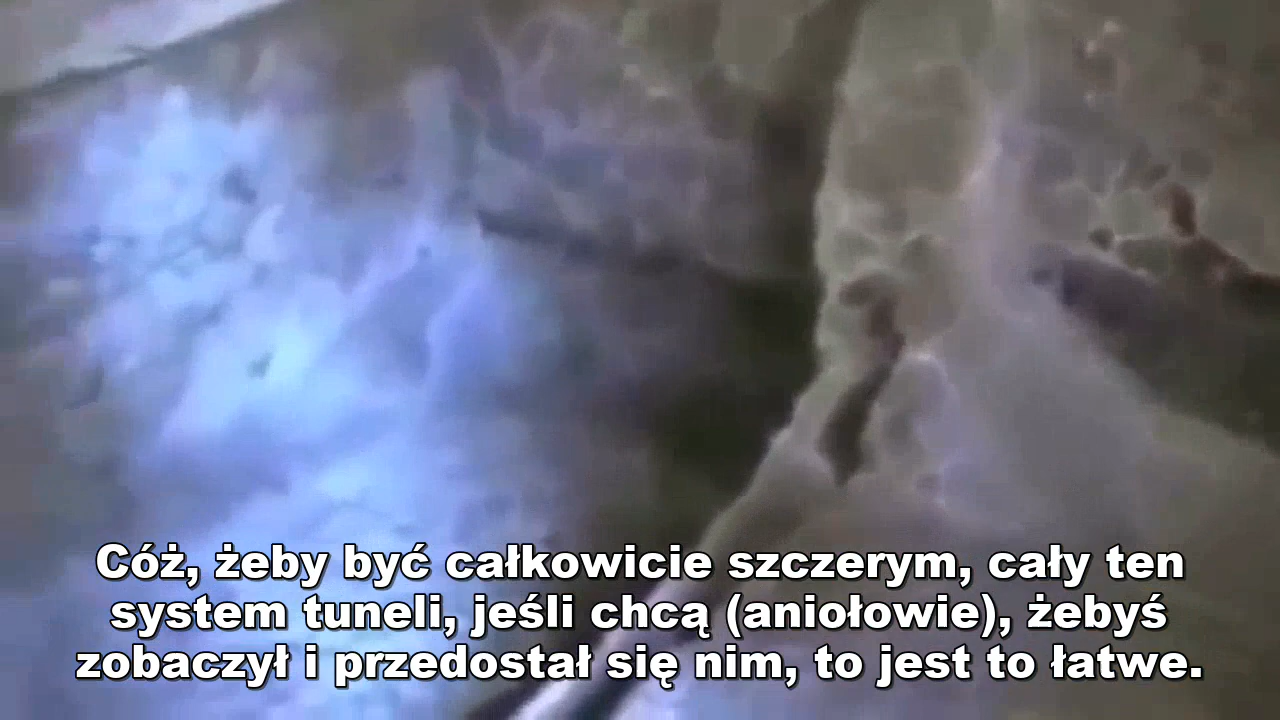 Cóż, żeby być całkowicie szczerym, cały ten
system tuneli, jeśli chcą (aniołowie), żebyś
zobaczył i przedostał się nim, to jest to łatwe.